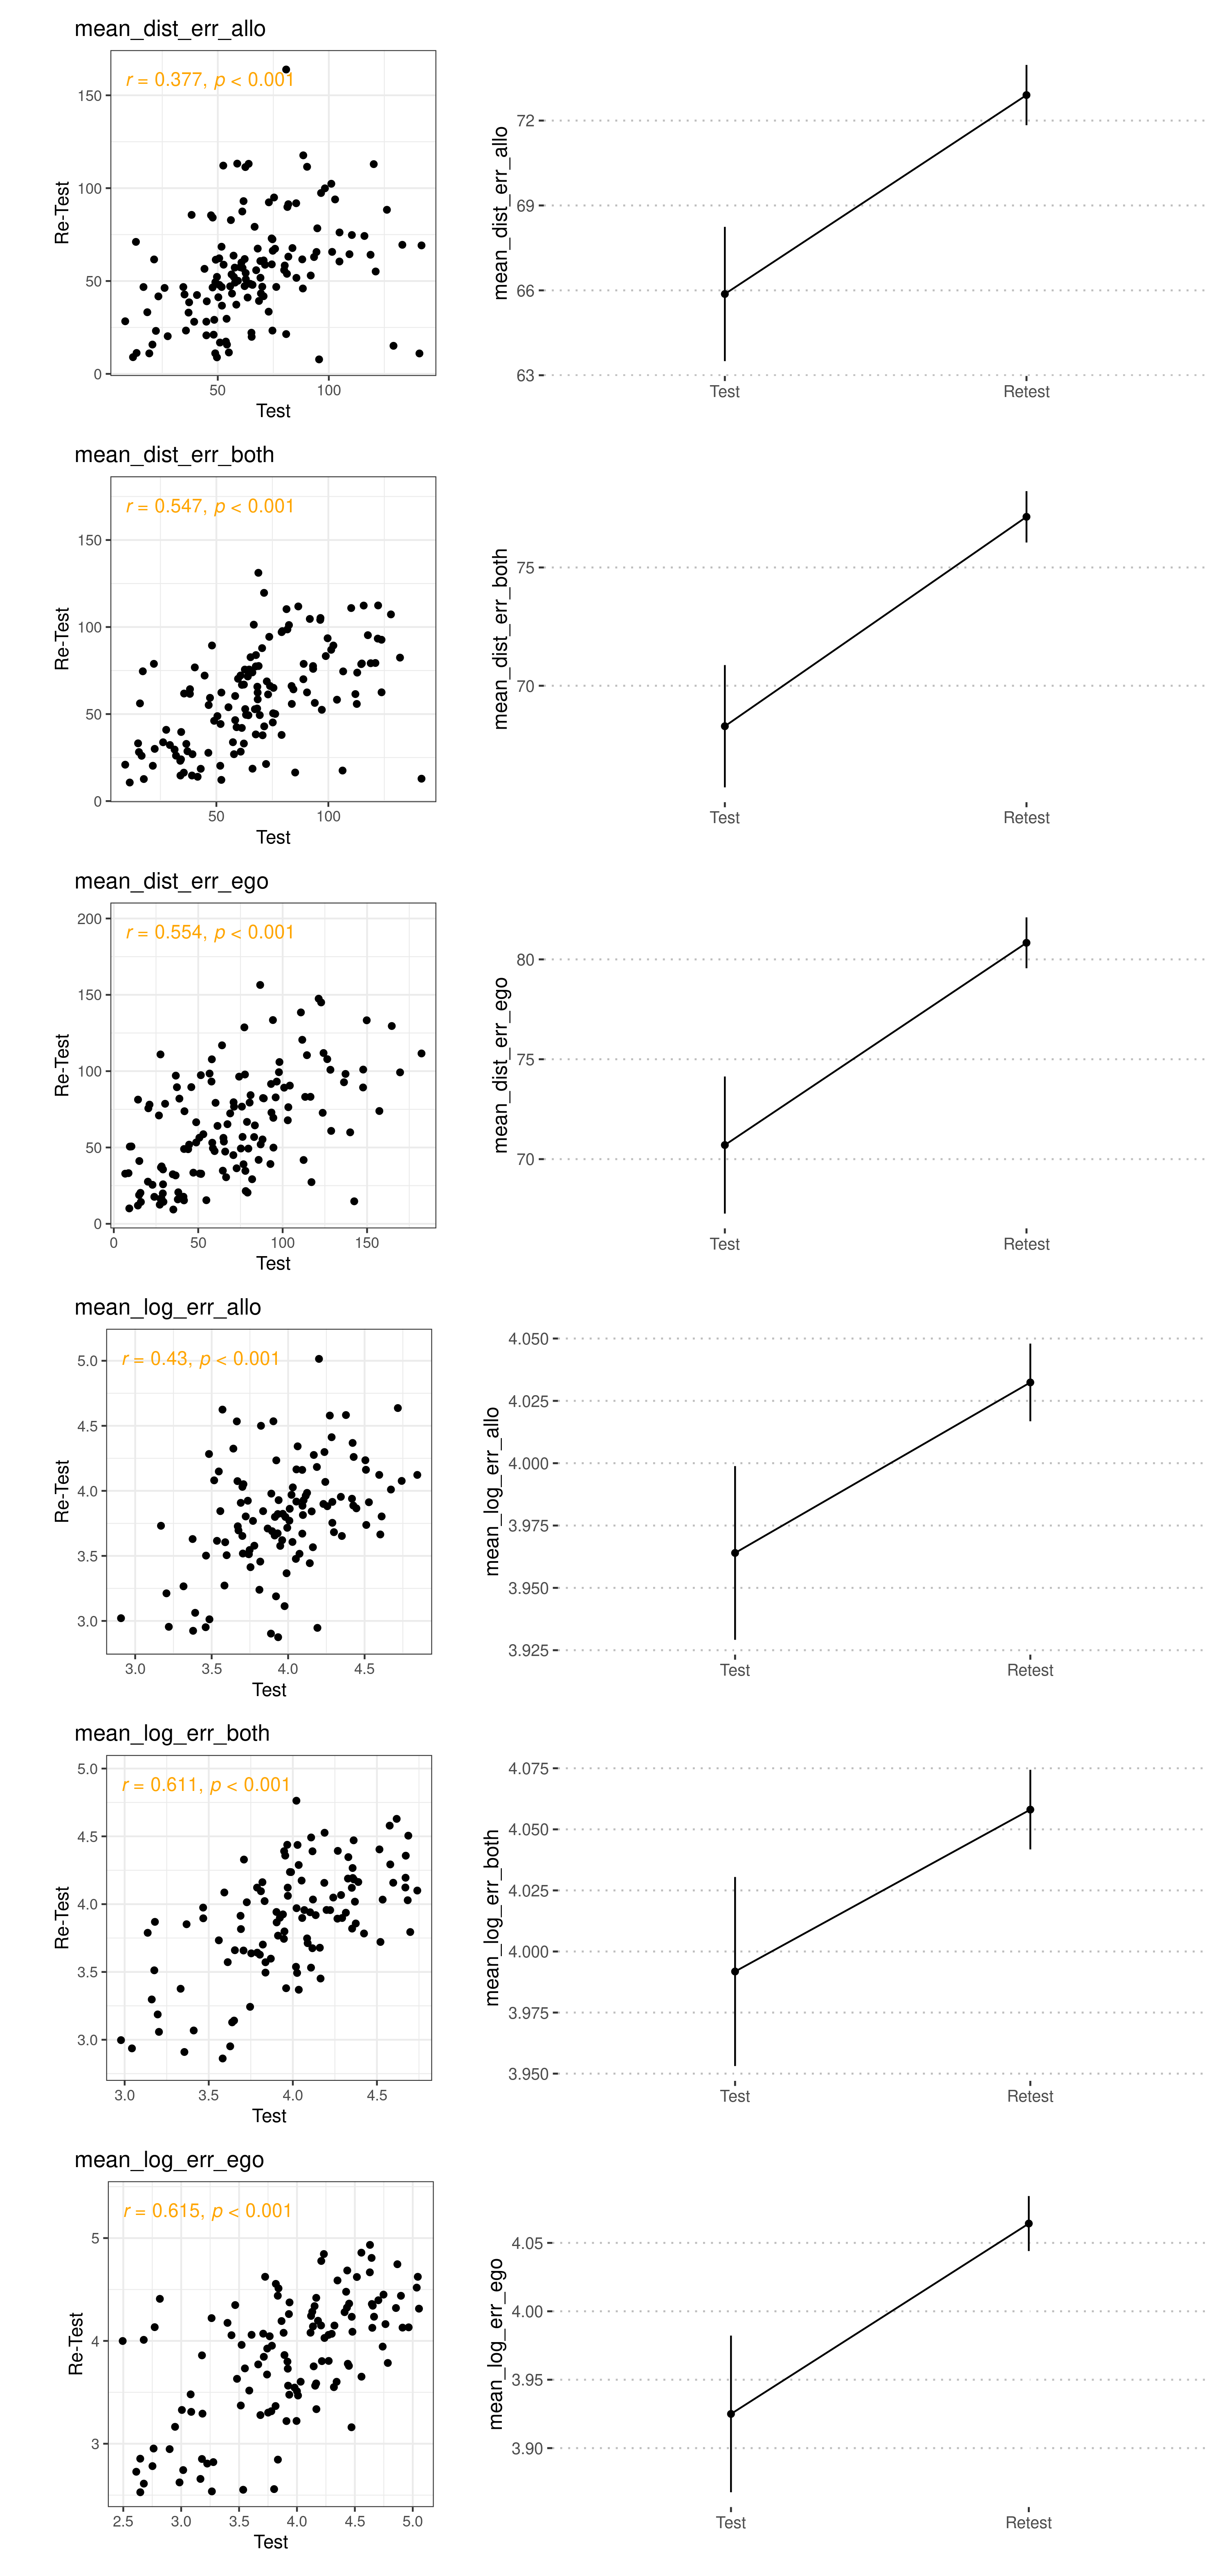 mean_dist_err_allo
r = 0.377, p < 0.001
150
100
50
0
50 100
Test
Re-Test
mean_dist_err_allo
72
69
66
63
Test Retest
mean_dist_err_both
r = 0.547, p < 0.001
150
100
50
0
50 100
Test
Re-Test
mean_dist_err_both
75
70
Test Retest
mean_dist_err_ego
r = 0.554, p < 0.001
200
150
100
50
0
0 50 100 150
Test
Re-Test
mean_dist_err_ego
80
75
70
Test Retest
mean_log_err_allo
r = 0.43, p < 0.001
5.0
4.5
4.0
3.5
3.0
3.0 3.5 4.0 4.5
Test
Re-Test
mean_log_err_allo
4.050
4.025
4.000
3.975
3.950
3.925
Test Retest
mean_log_err_both
r = 0.611, p < 0.001
5.0
4.5
4.0
3.5
3.0
3.0 3.5 4.0 4.5
Test
Re-Test
mean_log_err_both
4.075
4.050
4.025
4.000
3.975
3.950
Test Retest
mean_log_err_ego
r = 0.615, p < 0.001
5
4
3
2.5 3.0 3.5 4.0 4.5 5.0
Test
Re-Test
mean_log_err_ego
4.05
4.00
3.95
3.90
Test Retest